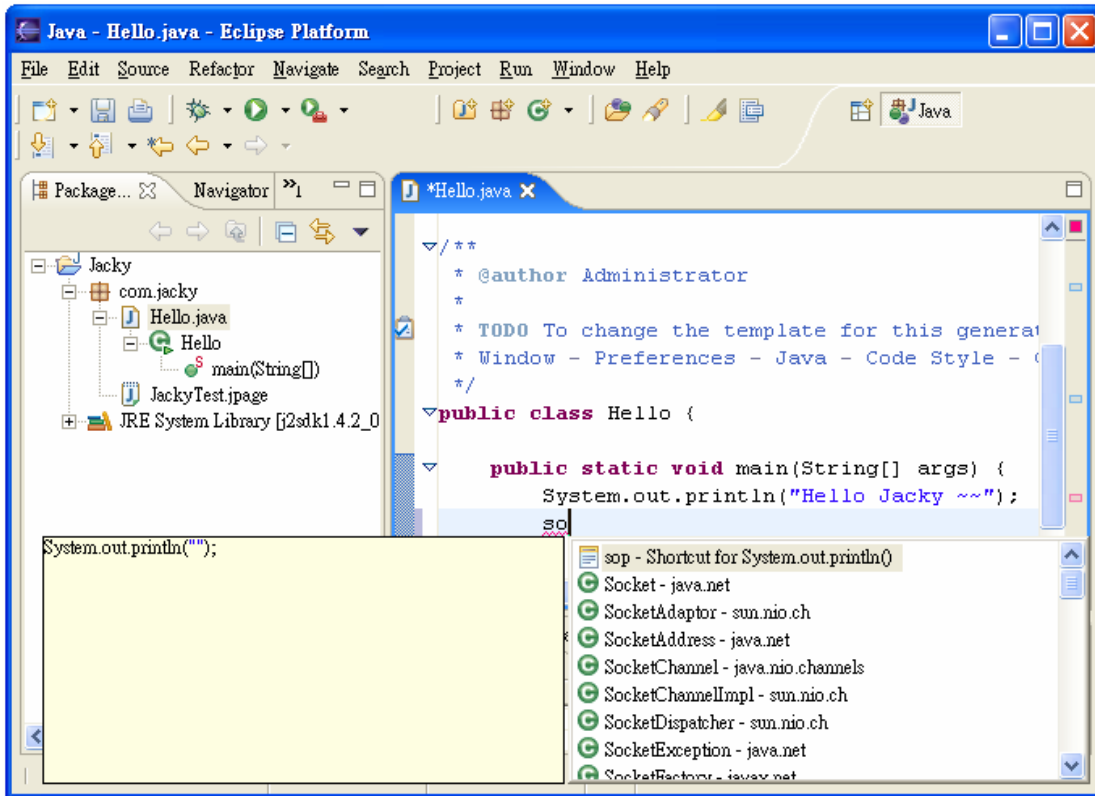 Java - Hello.java - Eclipse Platform
File Edit Source Refactor Navigate Search Project Run Window Help
Java
Package... Navigator »1
*Hello.java
Jacky
com.jacky
Hello.java
Hello
main(String[])
JackyTest.jpage
JRE System Library [j2sdk1.4.2_0
/**
* @author Administrator
*
* TODO To change the template for this generat
* Window - Preferences - Java - Code Style -
*/
public class Hello {
public static void main(String[] args) {
System.out.println("Hello Jacky ~~");
so
System.out.println("");
sop - Shortcut for System.out.println()
Socket - java.net
SocketAdaptor - sun.nio.ch
SocketAddress - java.net
SocketChannel - java.nio.channels
SocketChannelImpl - sun.nio.ch
SocketDispatcher - sun.nio.ch
SocketException - java.net
SocketFactory - javax.net